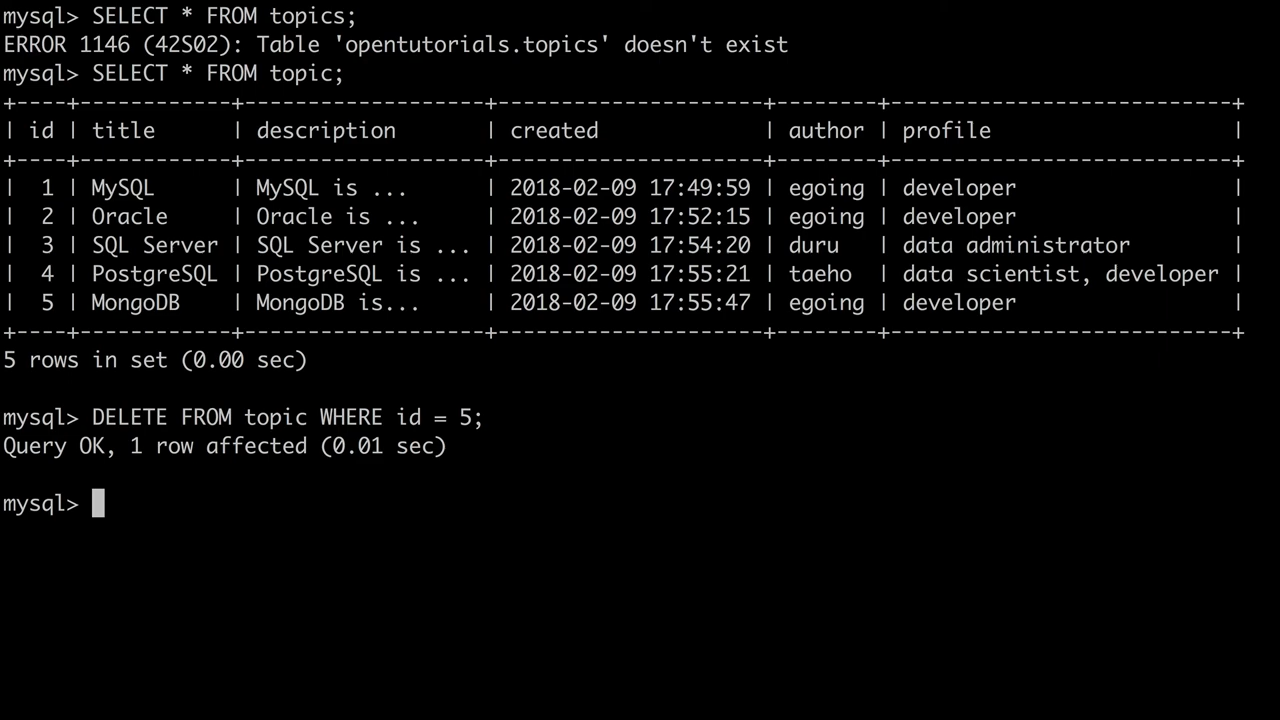 mysql> SELECT * FROM topics;
ERROR 1146 (42S02): Table 'opentutorials.topics' doesn't exist
mysql> SELECT * FROM topic;
+----+------------+-------------------+---------------------+--------+---------------------------+
| id | title      | description       | created             | author | profile                   |
+----+------------+-------------------+---------------------+--------+---------------------------+
|  1 | MySQL      | MySQL is ...      | 2018-02-09 17:49:59 | egoing | developer                 |
|  2 | Oracle     | Oracle is ...     | 2018-02-09 17:52:15 | egoing | developer                 |
|  3 | SQL Server | SQL Server is ... | 2018-02-09 17:54:20 | duru   | data administrator        |
|  4 | PostgreSQL | PostgreSQL is ... | 2018-02-09 17:55:21 | taeho  | data scientist, developer |
|  5 | MongoDB    | MongoDB is...     | 2018-02-09 17:55:47 | egoing | developer                 |
+----+------------+-------------------+---------------------+--------+---------------------------+
5 rows in set (0.00 sec)
mysql> DELETE FROM topic WHERE id = 5;
Query OK, 1 row affected (0.01 sec)
mysql>